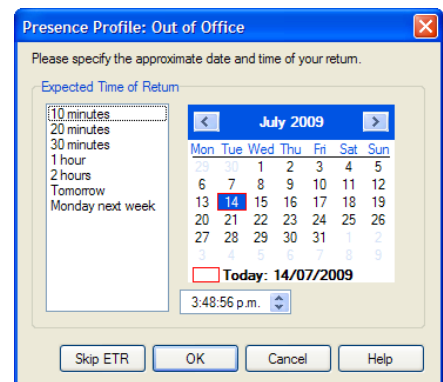 Presence Profile: Out of Office
Please specify the approximate date and time of your return.
Expected Time of Return
10 minutes
20 minutes
30 minutes
1 hour
2 hours
Tomorrow
Monday next week
July 2009
Mon Tue Wed Thu Fri Sat Sun
29 30 1 2 3 4 5
6 7 8 9 10 11 12
13 14 15 16 17 18 19
20 21 22 23 24 25 26
27 28 29 30 31 1 2
3 4 5 6 7 8 9
Today: 14/07/2009
3:48:56 p.m.
Skip ETR OK Cancel Help